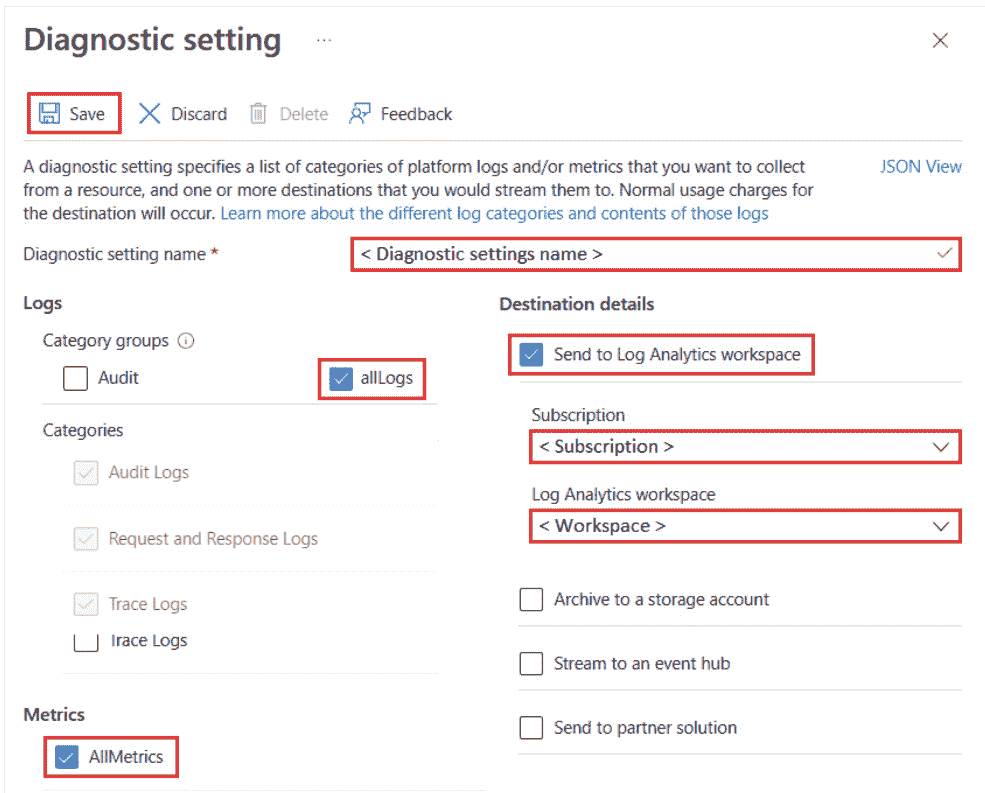 Diagnostic setting ...
Save Discard Delete Feedback
A diagnostic setting specifies a list of categories of platform logs and/or metrics that you want to collect JSON View
from a resource, and one or more destinations that you would stream them to. Normal usage charges for
the destination will occur. Learn more about the different log categories and contents of those logs
Diagnostic setting name * < Diagnostic settings name >
Logs
Category groups
Audit allLogs
Categories
Audit Logs
Request and Response Logs
Trace Logs
Trace Logs
Metrics
AllMetrics
Destination details
Send to Log Analytics workspace
Subscription
< Subscription >
Log Analytics workspace
< Workspace >
Archive to a storage account
Stream to an event hub
Send to partner solution